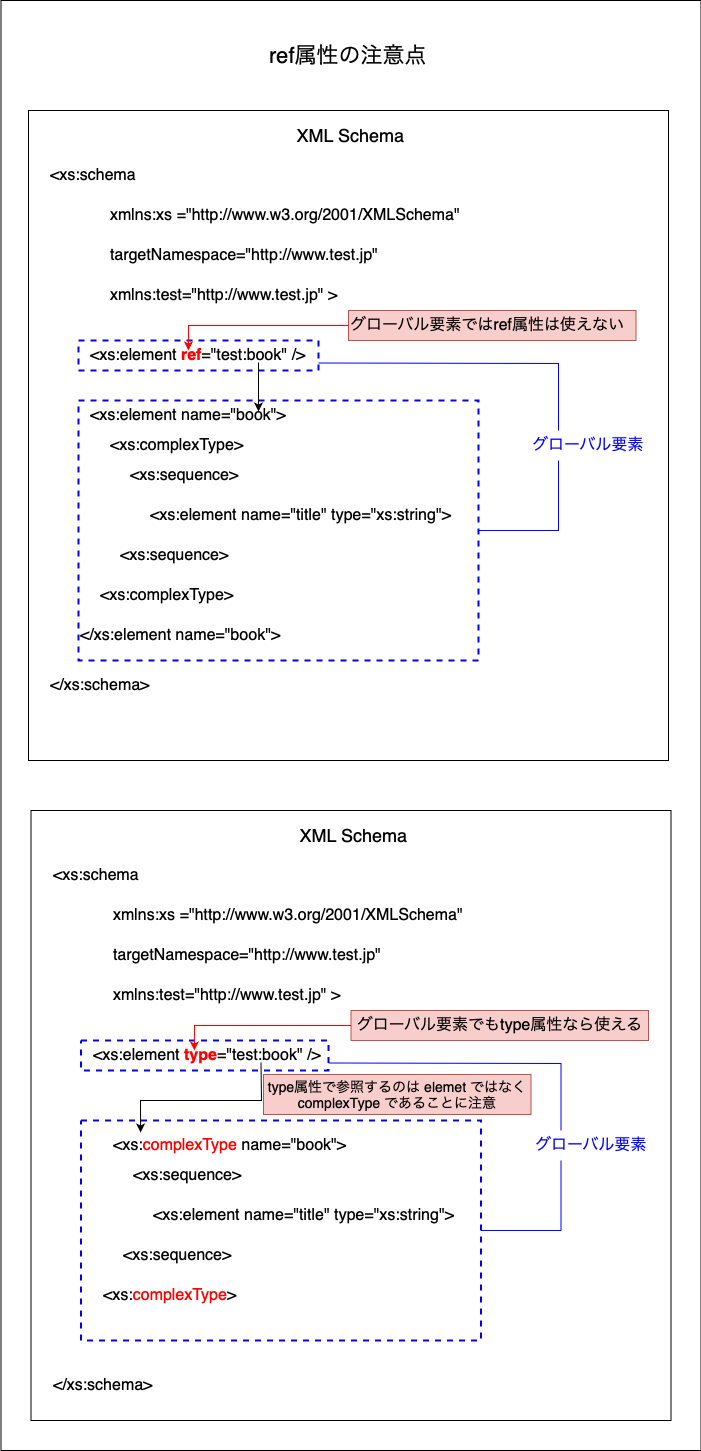 ref属性の注意点
XML Schema
<xs:schema
xmlns:xs ="http://www.w3.org/2001/XMLSchema"
targetNamespace="http://www.test.jp"
xmlns:test="http://www.test.jp" >
グローバル要素ではref属性は使えない
<xs:element ref="test:book" />
<xs:element name="book">
グローバル要素
<xs:complexType>
<xs:sequence>
<xs:element name="title" type="xs:string">
<xs:sequence>
<xs:complexType>
</xs:element name="book">
</xs:schema>
XML Schema
<xs:schema
xmlns:xs ="http://www.w3.org/2001/XMLSchema"
targetNamespace="http://www.test.jp"
xmlns:test="http://www.test.jp" >
グローバル要素でもtype属性なら使える
<xs:element type="test:book" />
type属性で参照するのは elemet ではなく
complexType であることに注意
<xs:complexType name="book">
グローバル要素
<xs:sequence>
<xs:element name="title" type="xs:string">
<xs:sequence>
<xs:complexType>
</xs:schema>